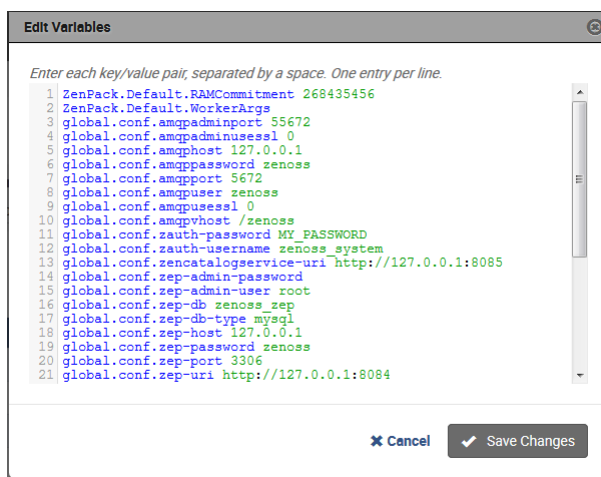 Edit Variables
Enter each key/value pair, separated by a space. One entry per line.
1 ZenPack.Default.RAMCommitment 268435456
2 ZenPack.Default.WorkerArgs
3 global.conf.amqpadminport 55672
4 global.conf.amqpadminusessl 0
5 global.conf.amqphost 127.0.0.1
6 global.conf.amqppassword zenoss
7 global.conf.amqpport 5672
8 global.conf.amqpuser zenoss
9 global.conf.amqpusessl 0
10 global.conf.amqpvhost /zenoss
11 global.conf.zauth-password MY_PASSWORD
12 global.conf.zauth-username zenoss_system
13 global.conf.zencatalogservice-uri http://127.0.0.1:8085
14 global.conf.zep-admin-password
15 global.conf.zep-admin-user root
16 global.conf.zep-db zenoss_zep
17 global.conf.zep-db-type mysql
18 global.conf.zep-host 127.0.0.1
19 global.conf.zep-password zenoss
20 global.conf.zep-port 3306
21 global.conf.zep-uri http://127.0.0.1:8084
Cancel
Save Changes